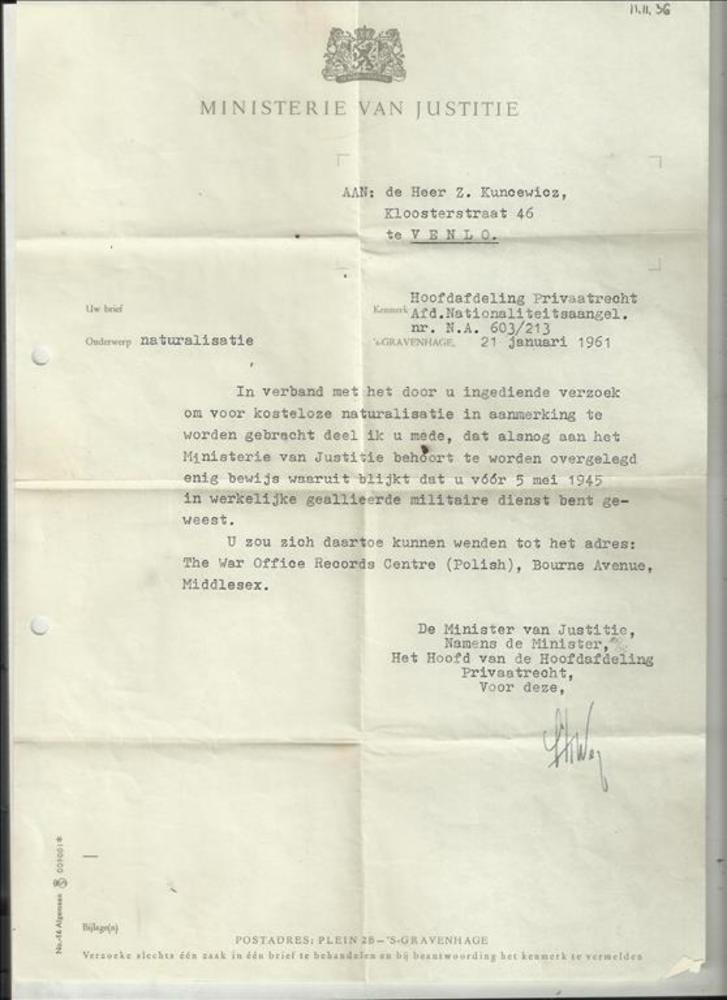 11.11.36
MINISTERIE VAN JUSTITIE
AAN: de Heer Z. Kuncewicz,
Kloosterstraat 46
te VENLO.
Uw brief
Onderwerp naturalisatie
Hoofdafdeling Privaatrecht
Kenmerk Afd.Nationaliteitsaangel.
nr. N.A. 603/213
's-GRAVENHAGE, 21 januari 1961
In verband met het door u ingediende verzoek
om voor kosteloze naturalisatie in aanmerking te
worden gebracht deel ik u mede, dat alsnog aan het
Ministerie van Justitie behoort te worden overgelegd
enig bewijs waaruit blijkt dat u vóór 5 mei 1945
in werkelijke geallieerde militaire dienst bent ge-
weest.
U zou zich daartoe kunnen wenden tot het adres:
The War Office Records Centre (Polish), Bourne Avenue,
Middlesex.
De Minister van Justitie,
Namens de Minister,
Het Hoofd van de Hoofdafdeling
Privaatrecht,
Voor deze,
Bijlage(n)
POSTADRES: PLEIN 2B – 'S-GRAVENHAGE
Verzoeke slechts één zaak in één brief te behandelen en bij beantwoording het kenmerk te vermelden